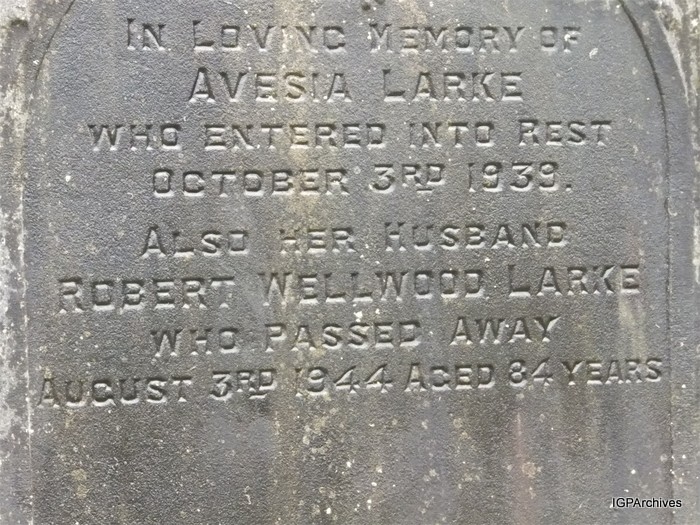 In Loving Memory of
Avesia Larke
who entered into Rest
October 3rd 1939.
Also her Husband
Robert Wellwood Larke
who passed away
August 3rd 1944 Aged 84 years
IGPArchives